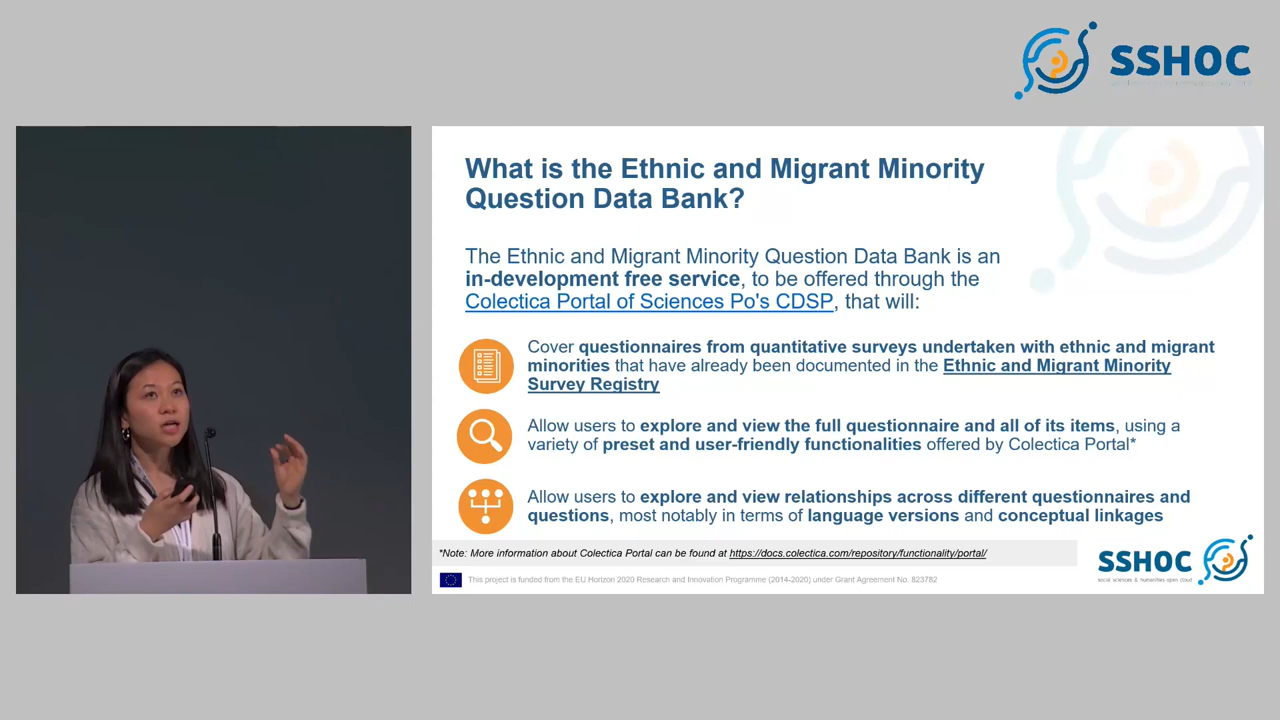 SSHOC
What is the Ethnic and Migrant Minority
Question Data Bank?
The Ethnic and Migrant Minority Question Data Bank is an
in-development free service, to be offered through the
Colectica Portal of Sciences Po's CDSP, that will:
Cover questionnaires from quantitative surveys undertaken with ethnic and migrant
minorities that have already been documented in the Ethnic and Migrant Minority
Survey Registry
Allow users to explore and view the full questionnaire and all of its items, using a
variety of preset and user-friendly functionalities offered by Colectica Portal*
Allow users to explore and view relationships across different questionnaires and
questions, most notably in terms of language versions and conceptual linkages
*Note: More information about Colectica Portal can be found at https://docs.colectica.com/repository/functionality/portal/
This project is funded from the EU Horizon 2020 Research and Innovation Programme (2014-2020) under Grant Agreement No. 823782
SSHOC
social sciences & humanities open cloud